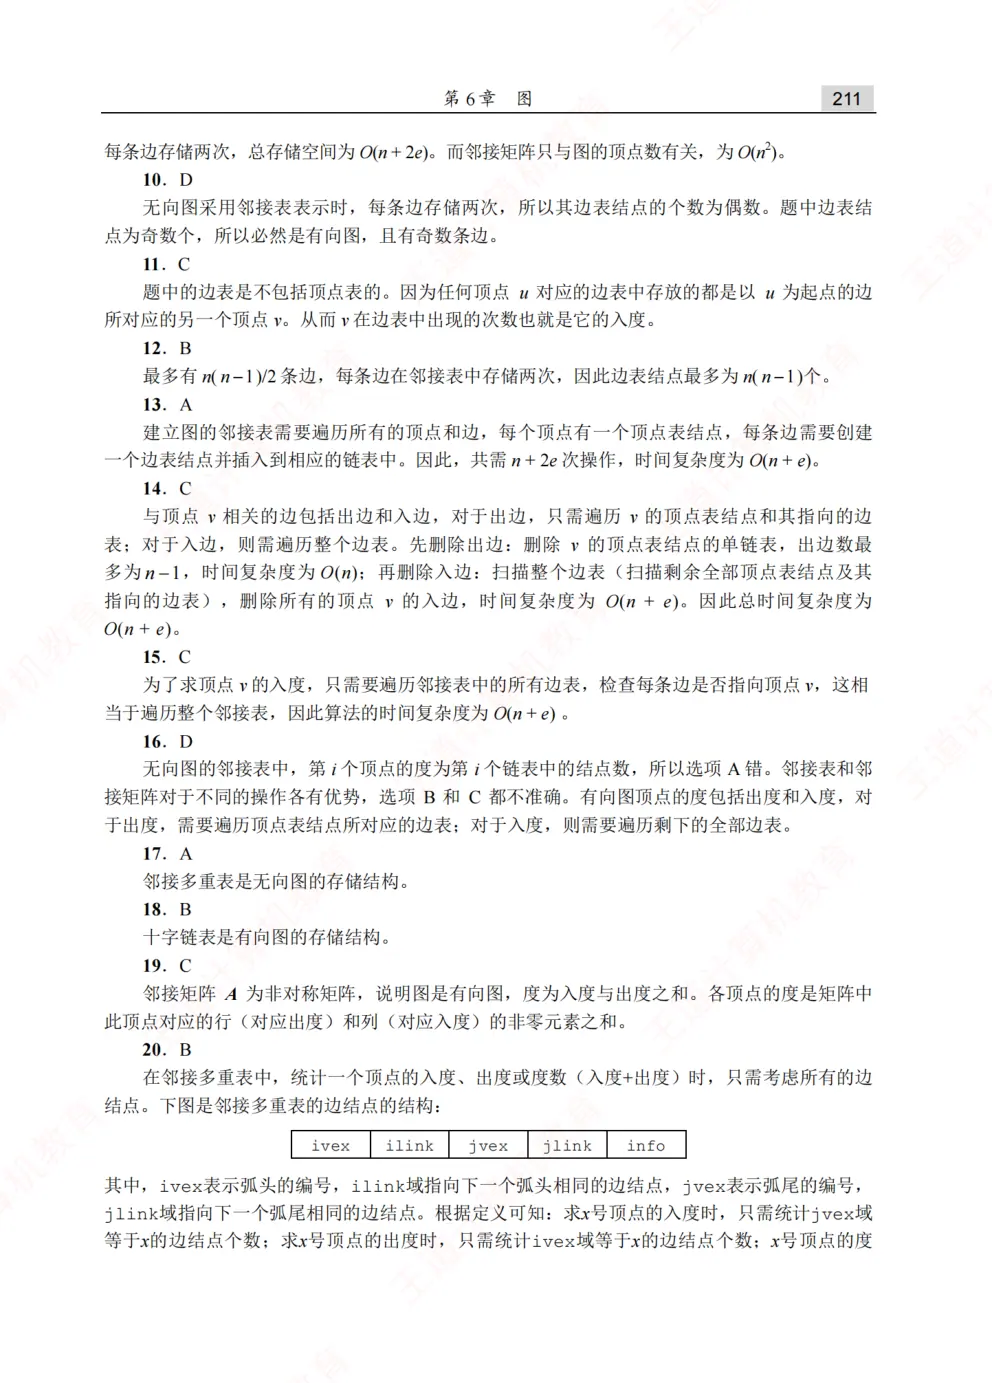 第6章 图
211
每条边存储两次，总存储空间为 O(n + 2e)。而邻接矩阵只与图的顶点数有关，为 O(n²)。
10．D
无向图采用邻接表表示时，每条边存储两次，所以其边表结点的个数为偶数。题中边表结
点为奇数个，所以必然是有向图，且有奇数条边。
11．C
题中的边表是不包括顶点表的。因为任何顶点 u 对应的边表中存放的都是以 u 为起点的边
所对应的另一个顶点 v。从而 v 在边表中出现的次数也就是它的入度。
12．B
最多有 n(n−1)/2 条边，每条边在邻接表中存储两次，因此边表结点最多为 n(n−1)个。
13．A
建立图的邻接表需要遍历所有的顶点和边，每个顶点有一个顶点表结点，每条边需要创建
一个边表结点并插入到相应的链表中。因此，共需 n + 2e 次操作，时间复杂度为 O(n + e)。
14．C
与顶点 v 相关的边包括出边和入边，对于出边，只需遍历 v 的顶点表结点和其指向的边
表；对于入边，则需遍历整个边表。先删除出边：删除 v 的顶点表结点的单链表，出边数最
多为 n−1，时间复杂度为 O(n)；再删除入边：扫描整个边表（扫描剩余全部顶点表结点及其
指向的边表），删除所有的顶点 v 的入边，时间复杂度为 O(n + e)。因此总时间复杂度为
O(n + e)。
15．C
为了求顶点 v 的入度，只需要遍历邻接表中的所有边表，检查每条边是否指向顶点 v，这相
当于遍历整个邻接表，因此算法的时间复杂度为 O(n + e) 。
16．D
无向图的邻接表中，第 i 个顶点的度为第 i 个链表中的结点数，所以选项 A 错。邻接表和邻
接矩阵对于不同的操作各有优势，选项 B 和 C 都不准确。有向图顶点的度包括出度和入度，对
于出度，需要遍历顶点表结点所对应的边表；对于入度，则需要遍历剩下的全部边表。
17．A
邻接多重表是无向图的存储结构。
18．B
十字链表是有向图的存储结构。
19．C
邻接矩阵 A 为非对称矩阵，说明图是有向图，度为入度与出度之和。各顶点的度是矩阵中
此顶点对应的行（对应出度）和列（对应入度）的非零元素之和。
20．B
在邻接多重表中，统计一个顶点的入度、出度或度数（入度+出度）时，只需考虑所有的边
结点。下图是邻接多重表的边结点的结构：
ivex ilink jvex jlink info
其中，ivex表示弧头的编号，ilink域指向下一个弧头相同的边结点，jvex表示弧尾的编号，
jlink域指向下一个弧尾相同的边结点。根据定义可知：求x号顶点的入度时，只需统计jvex域
等于x的边结点个数；求x号顶点的出度时，只需统计ivex域等于x的边结点个数；x号顶点的度